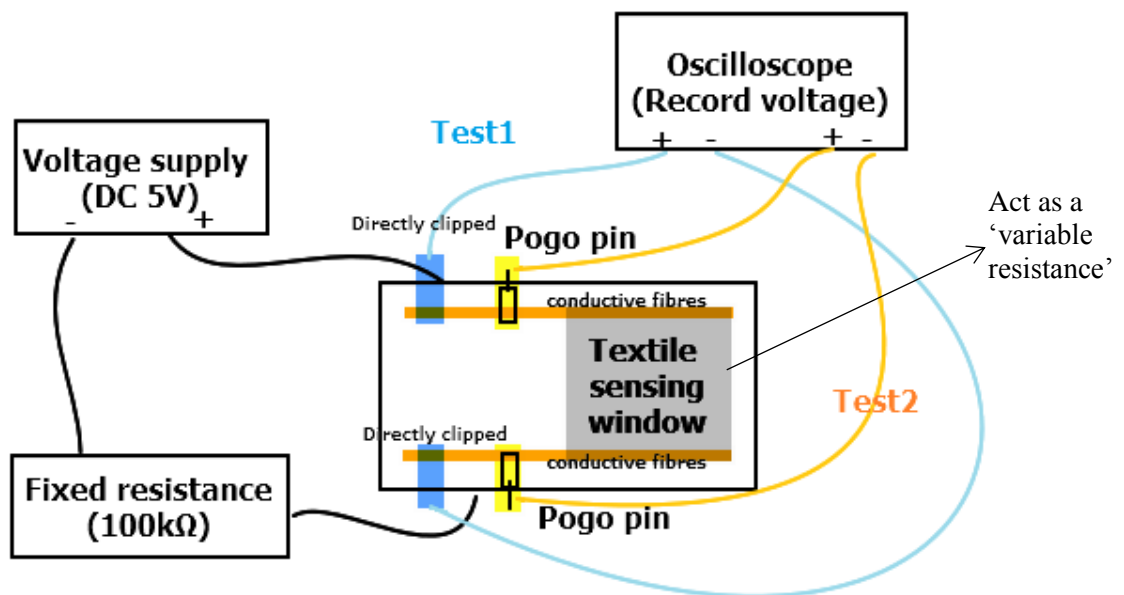 Oscilloscope
(Record voltage)
+ - + -
Test1
Voltage supply
(DC 5V)
- +
Directly clipped
Pogo pin
Act as a
‘variable
resistance’
conductive fibres
Textile
sensing
window
Test2
Directly clipped
conductive fibres
Fixed resistance
(100kΩ)
Pogo pin